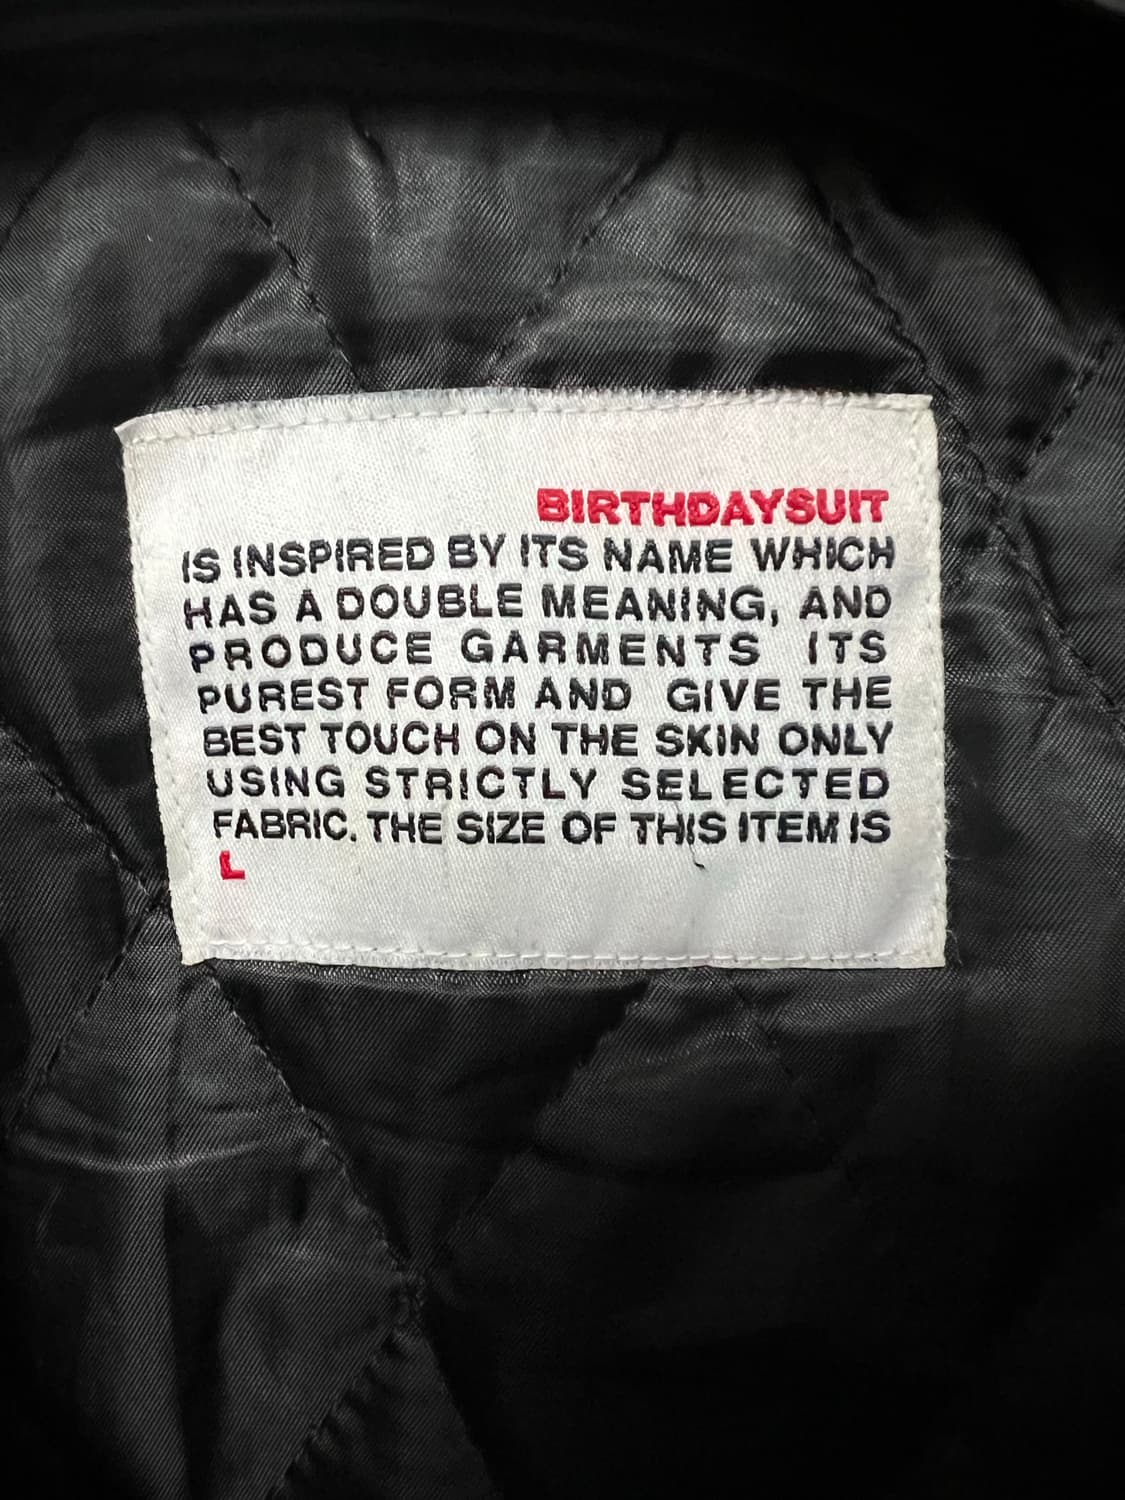 BIRTHDAYSUIT
IS INSPIRED BY ITS NAME WHICH
HAS A DOUBLE MEANING, AND
PRODUCE GARMENTS ITS
PUREST FORM AND GIVE THE
BEST TOUCH ON THE SKIN ONLY
USING STRICTLY SELECTED
FABRIC. THE SIZE OF THIS ITEM IS
L